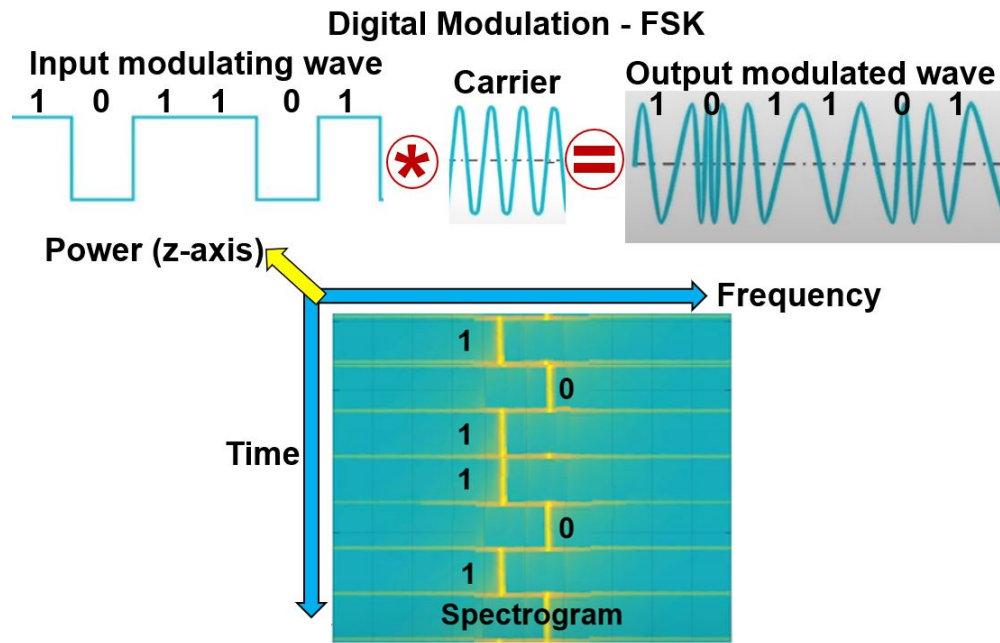 Digital Modulation - FSK
Input modulating wave
1 0 1 1 0 1
*
Carrier
=
Output modulated wave
1 0 1 1 0 1
Power (z-axis)
Frequency
Time
1
0
1
1
0
1
Spectrogram